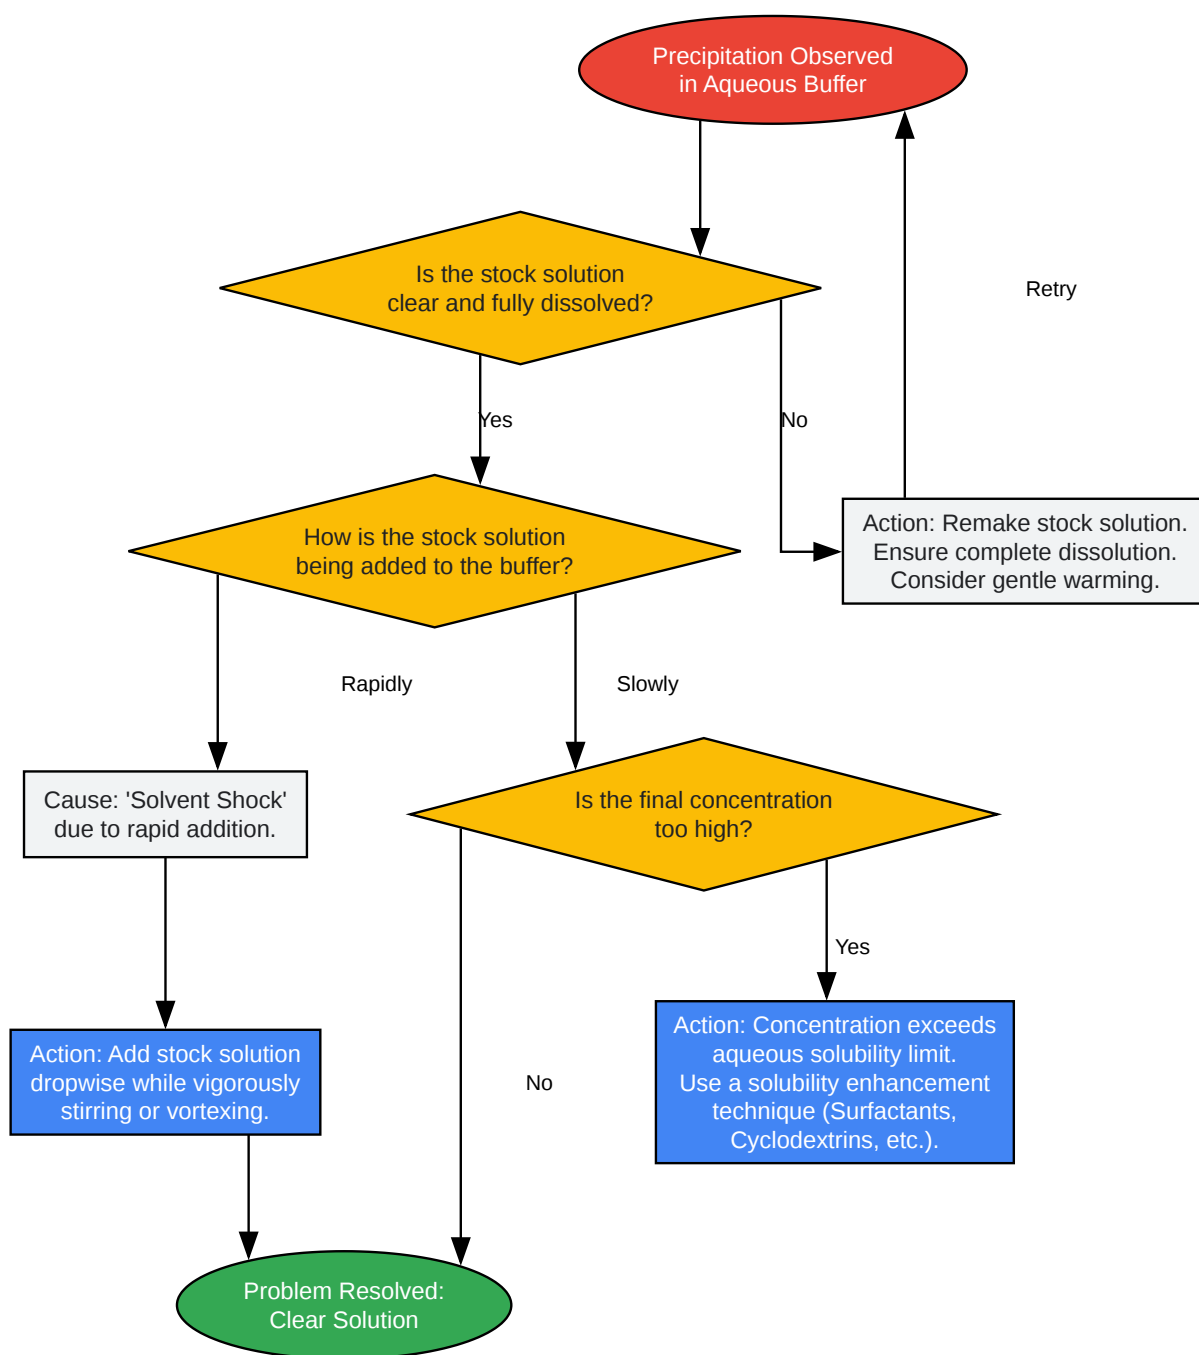 Precipitation Observed
in Aqueous Buffer
Is the stock solution
clear and fully dissolved?
Retry
Yes
No
How is the stock solution
being added to the buffer?
Action: Remake stock solution.
Ensure complete dissolution.
Consider gentle warming.
Rapidly
Slowly
Cause: 'Solvent Shock'
due to rapid addition.
Is the final concentration
too high?
Yes
Action: Add stock solution
dropwise while vigorously
stirring or vortexing.
No
Action: Concentration exceeds
aqueous solubility limit.
Use a solubility enhancement
technique (Surfactants,
Cyclodextrins, etc.).
Problem Resolved:
Clear Solution